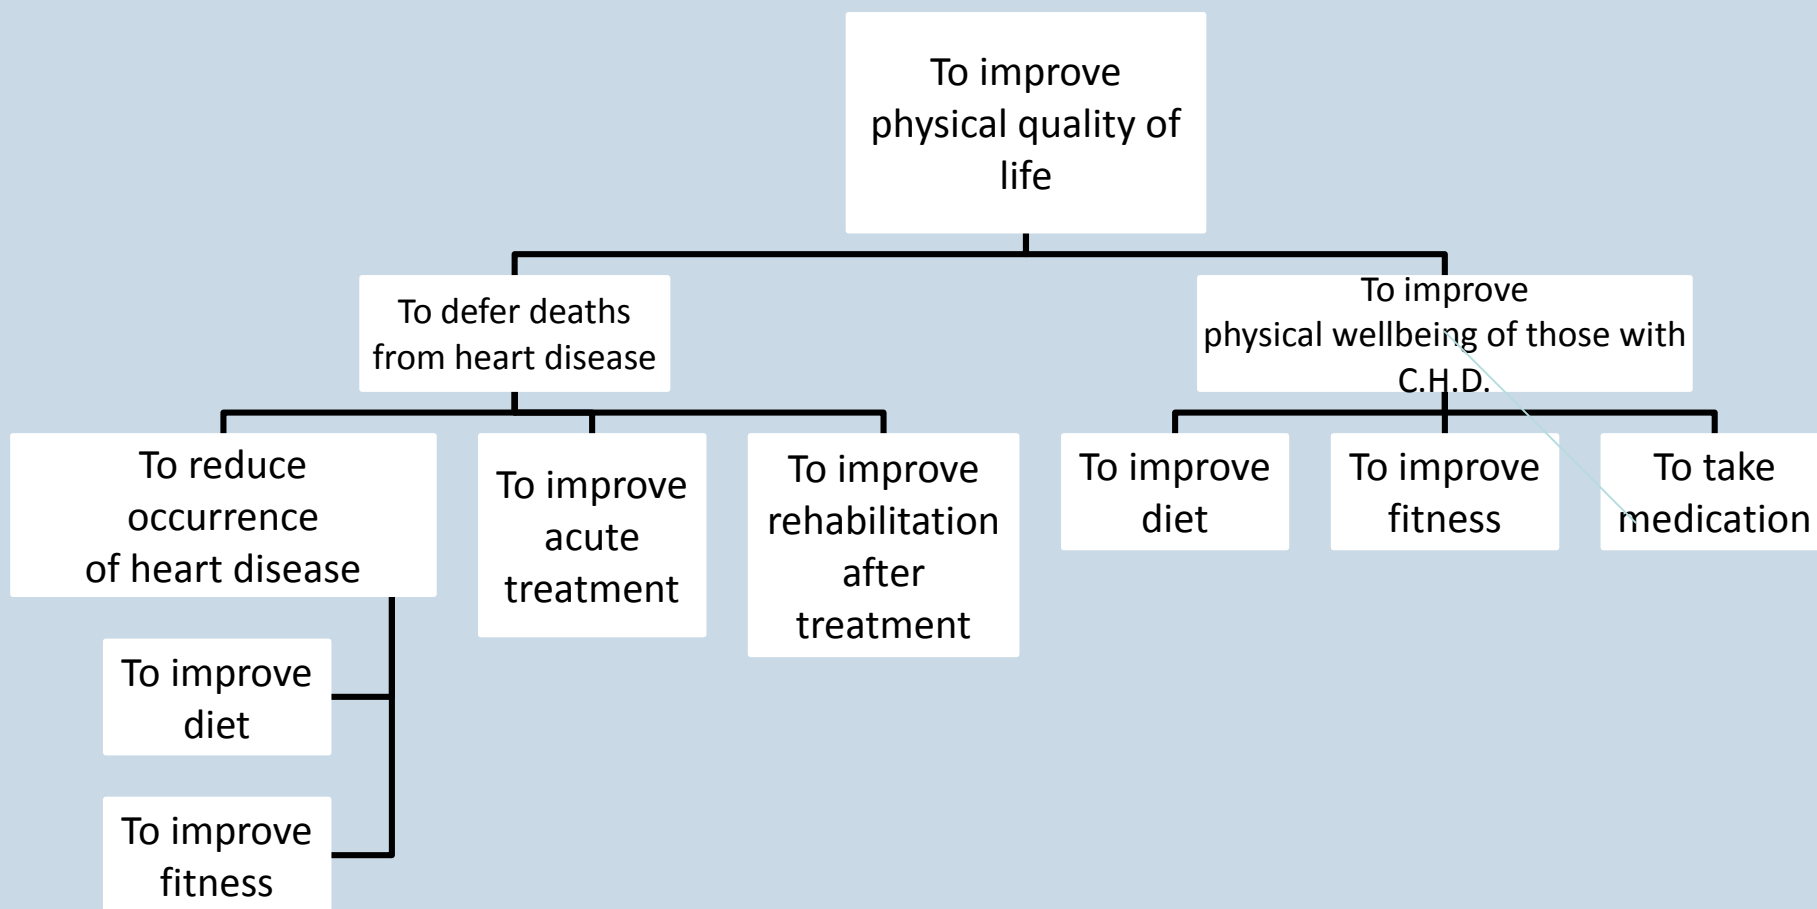 To improve
physical quality of
life
To defer deaths
from heart disease
To improve
physical wellbeing of those with
C.H.D.
To reduce
occurrence
of heart disease
To improve
acute
treatment
To improve
rehabilitation
after
treatment
To improve
diet
To improve
fitness
To take
medication
To improve
diet
To improve
fitness